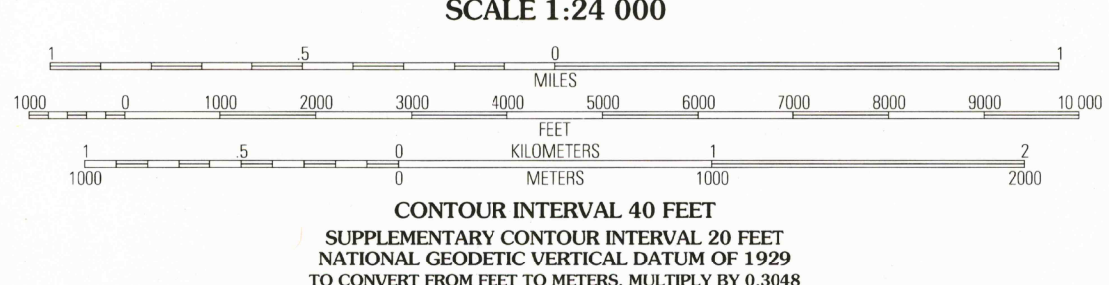 SCALE 1:24 000
1 .5 0 1
MILES
1000 0 1000 2000 3000 4000 5000 6000 7000 8000 9000 10 000
FEET
1 .5 0 KILOMETERS 1 2
1000 0 METERS 1000 2000
CONTOUR INTERVAL 40 FEET
SUPPLEMENTARY CONTOUR INTERVAL 20 FEET
NATIONAL GEODETIC VERTICAL DATUM OF 1929
TO CONVERT FROM FEET TO METERS, MULTIPLY BY 0.3048